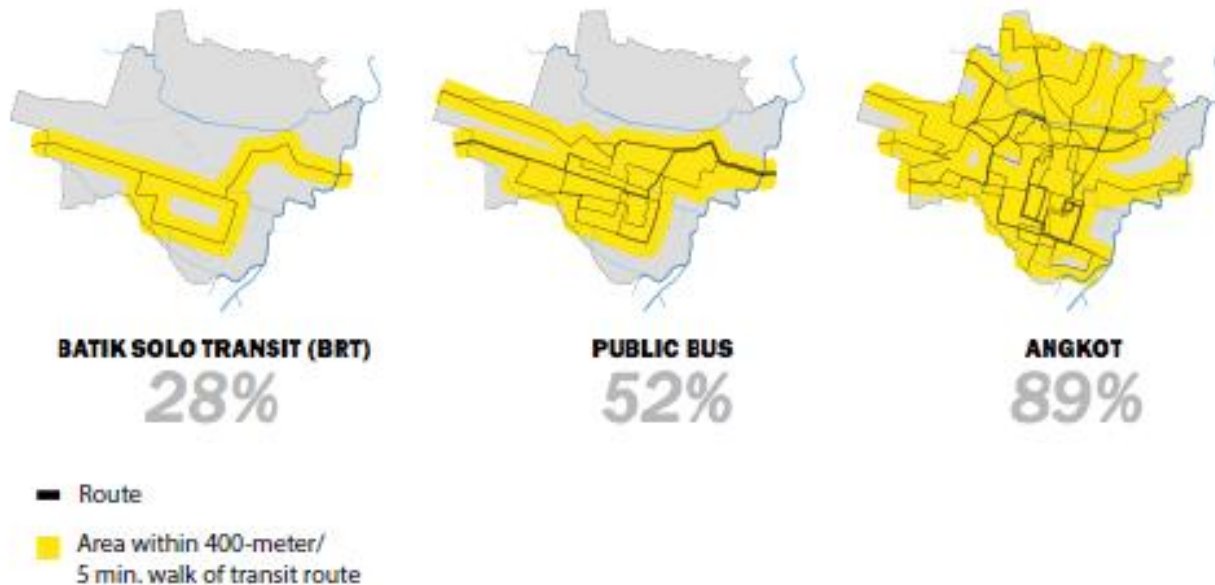 BATIK SOLO TRANSIT (BRT)
28%
PUBLIC BUS
52%
ANGKOT
89%
Route
Area within 400-meter/
5 min. walk of transit route